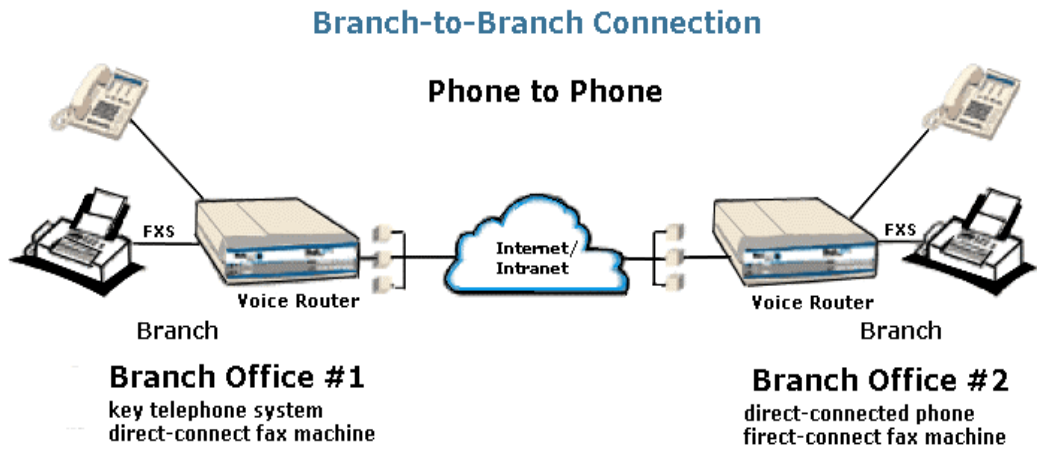 Branch-to-Branch Connection
Phone to Phone
FXS
Internet/
Intranet
FXS
Voice Router
Voice Router
Branch
Branch
Branch Office #1
key telephone system
direct-connect fax machine
Branch Office #2
direct-connected phone
firect-connect fax machine